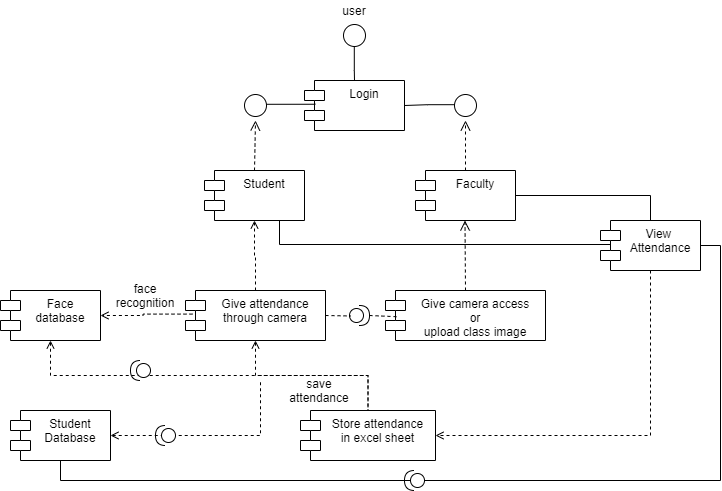 user
Login
Student
Faculty
View
Attendance
face
recognition
Face
database
Give attendance
through camera
Give camera access
or
upload class image
save
attendance
Student
Database
Store attendance
in excel sheet